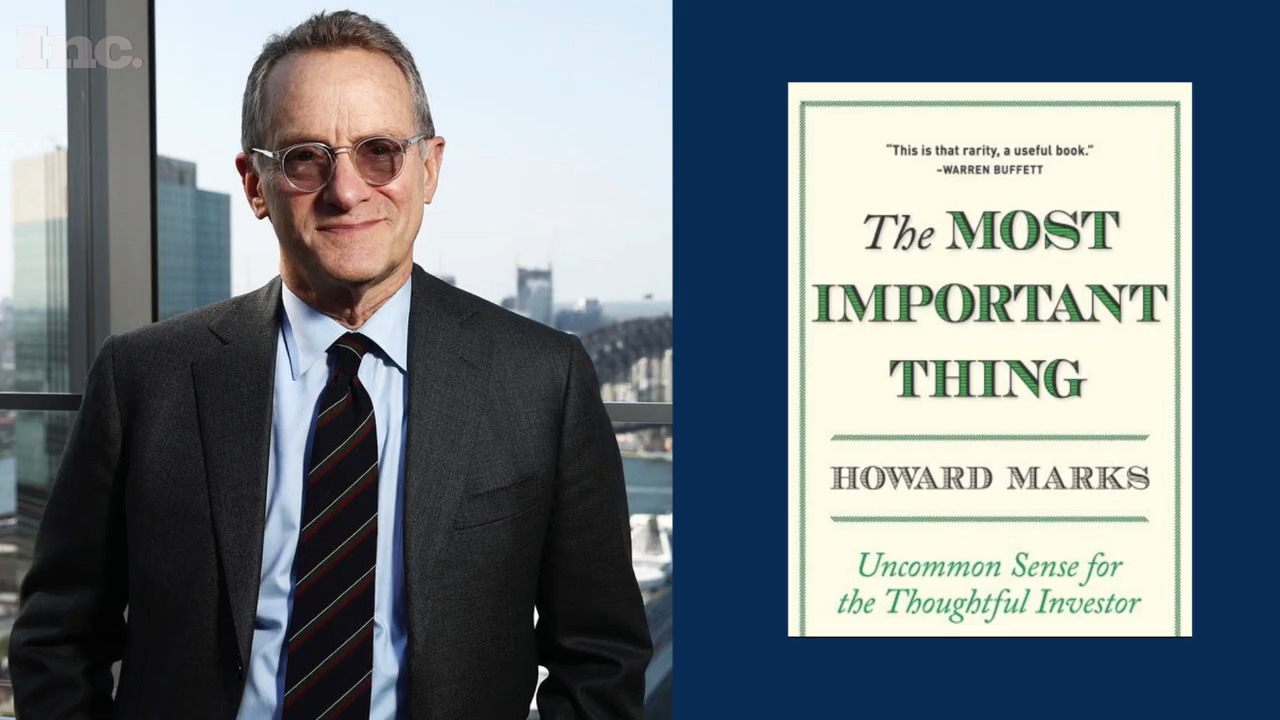 Inc.
"This is that rarity, a useful book."
–WARREN BUFFETT
The MOST
IMPORTANT
THING
HOWARD MARKS
Uncommon Sense for
the Thoughtful Investor